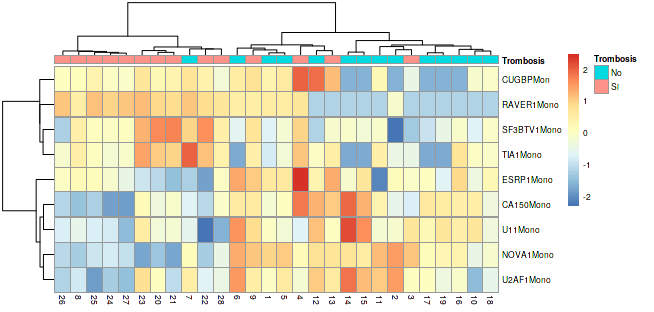 Trombosis
CUGBPMon
RAVER1Mono
SF3BTV1Mono
TIA1Mono
ESRP1Mono
CA150Mono
U11Mono
NOVA1Mono
U2AF1Mono
26 8 25 24 27 23 20 21 7 22 28 6 9 1 5 4 12 13 14 15 11 2 3 17 19 16 10 18
2
1
0
-1
-2
Trombosis
No
SI